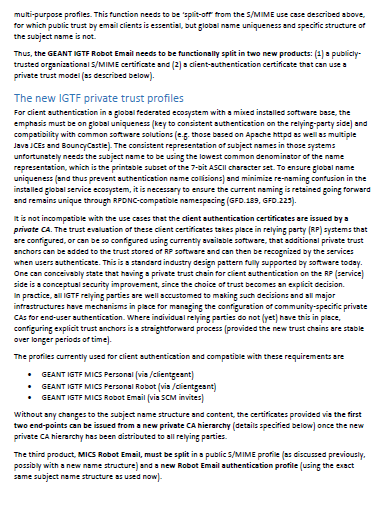 multi-purpose profiles. This function needs to be 'split-off' from the S/MIME use case described above,
for which public trust by email clients is essential, but global name uniqueness and specific structure of
the subject name is not.
Thus, the GEANT IGTF Robot Email needs to be functionally split in two new products: (1) a publicly-
trusted organizational S/MIME certificate and (2) a client-authentication certificate that can use a
private trust model (as described below).
The new IGTF private trust profiles
For client authentication in a global federated ecosystem with a mixed installed software base, the
emphasis must be on global uniqueness (key to consistent authentication on the relying-party side) and
compatibility with common software solutions (e.g. those based on Apache httpd as well as multiple
Java JCEs and BouncyCastle). The consistent representation of subject names in those systems
unfortunately needs the subject name to be using the lowest common denominator of the name
representation, which is the printable subset of the 7-bit ASCII character set. To ensure global name
uniqueness (and thus prevent authentication name collisions) and minimize re-naming confusion in the
installed global service ecosystem, it is necessary to ensure the current naming is retained going forward
and remains unique through RPDNC-compatible namespacing (GFD.189, GFD.225).
It is not incompatible with the use cases that the client authentication certificates are issued by a
private CA. The trust evaluation of these client certificates takes place in relying party (RP) systems that
are configured, or can be so configured using currently available software, that additional private trust
anchors can be added to the trust stored of RP software and can then be recognized by the services
when users authenticate. This is a standard industry design pattern fully supported by software today.
One can conceivably state that having a private trust chain for client authentication on the RP (service)
side is a conceptual security improvement, since the choice of trust becomes an explicit decision.
In practice, all IGTF relying parties are well accustomed to making such decisions and all major
infrastructures have mechanisms in place for managing the configuration of community-specific private
CAs for end-user authentication. Where individual relying parties do not (yet) have this in place,
configuring explicit trust anchors is a straightforward process (provided the new trust chains are stable
over longer periods of time).
The profiles currently used for client authentication and compatible with these requirements are
• GEANT IGTF MICS Personal (via /clientgeant)
• GEANT IGTF MICS Personal Robot (via /clientgeant)
• GEANT IGTF MICS Robot Email (via SCM invites)
Without any changes to the subject name structure and content, the certificates provided via the first
two end-points can be issued from a new private CA hierarchy (details specified below) once the new
private CA hierarchy has been distributed to all relying parties.
The third product, MICS Robot Email, must be split in a public S/MIME profile (as discussed previously,
possibly with a new name structure) and a new Robot Email authentication profile (using the exact
same subject name structure as used now).